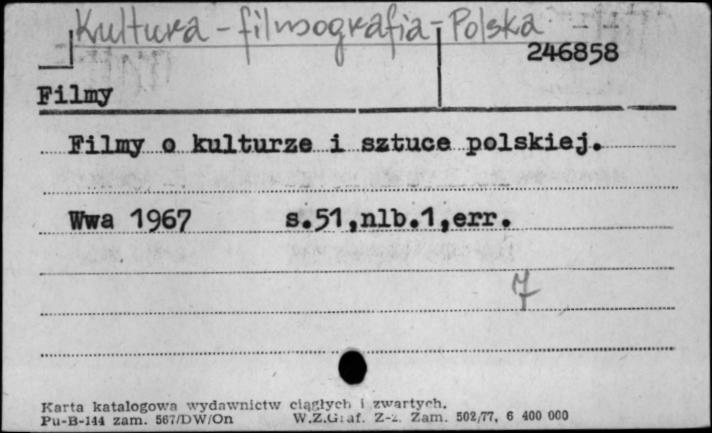 Kultura - filmografia - Polska
246858
Filmy
Filmy o kulturze i sztuce polskiej.
Wwa 1967 s.51,nlb.1,err.
7
Karta katalogowa wydawnictw ciągłych i zwartych.
Pu-B-144 zam. 567/DW/On W.Z.Graf. Z-z. Zam. 502/77, 6 400 000